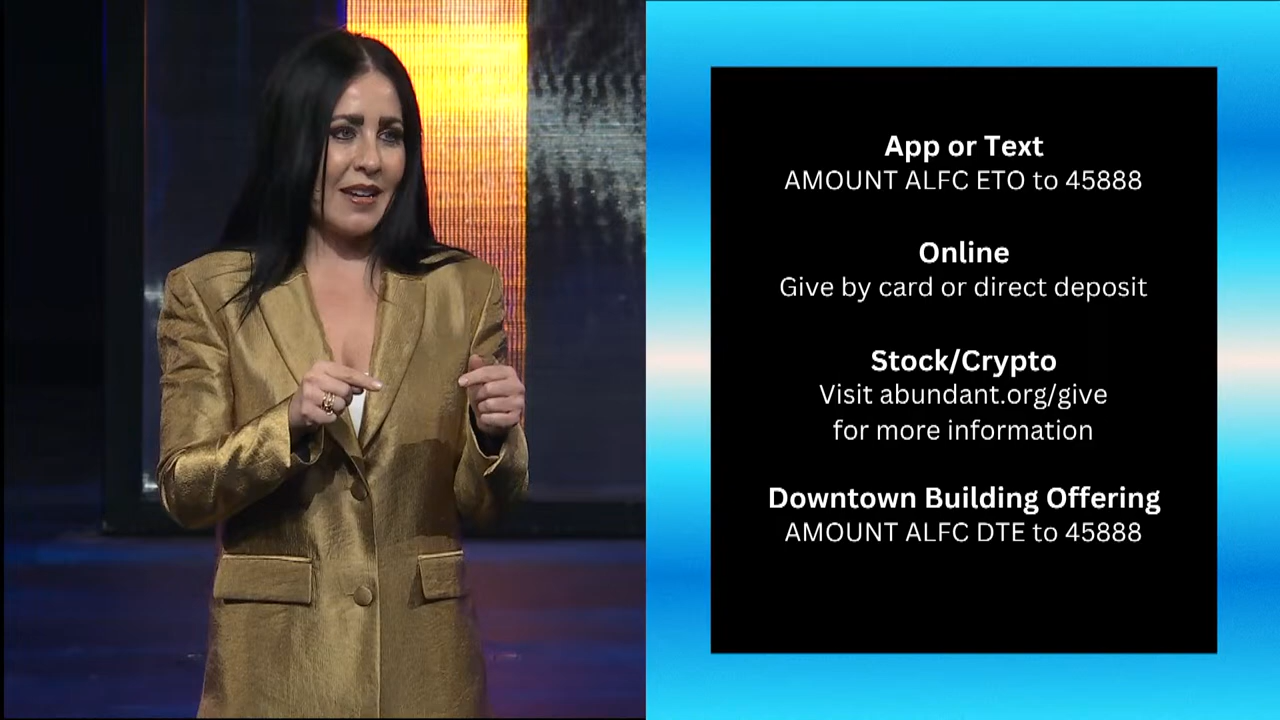 App or Text
AMOUNT ALFC ETO to 45888
Online
Give by card or direct deposit
Stock/Crypto
Visit abundant.org/give
for more information
Downtown Building Offering
AMOUNT ALFC DTE to 45888